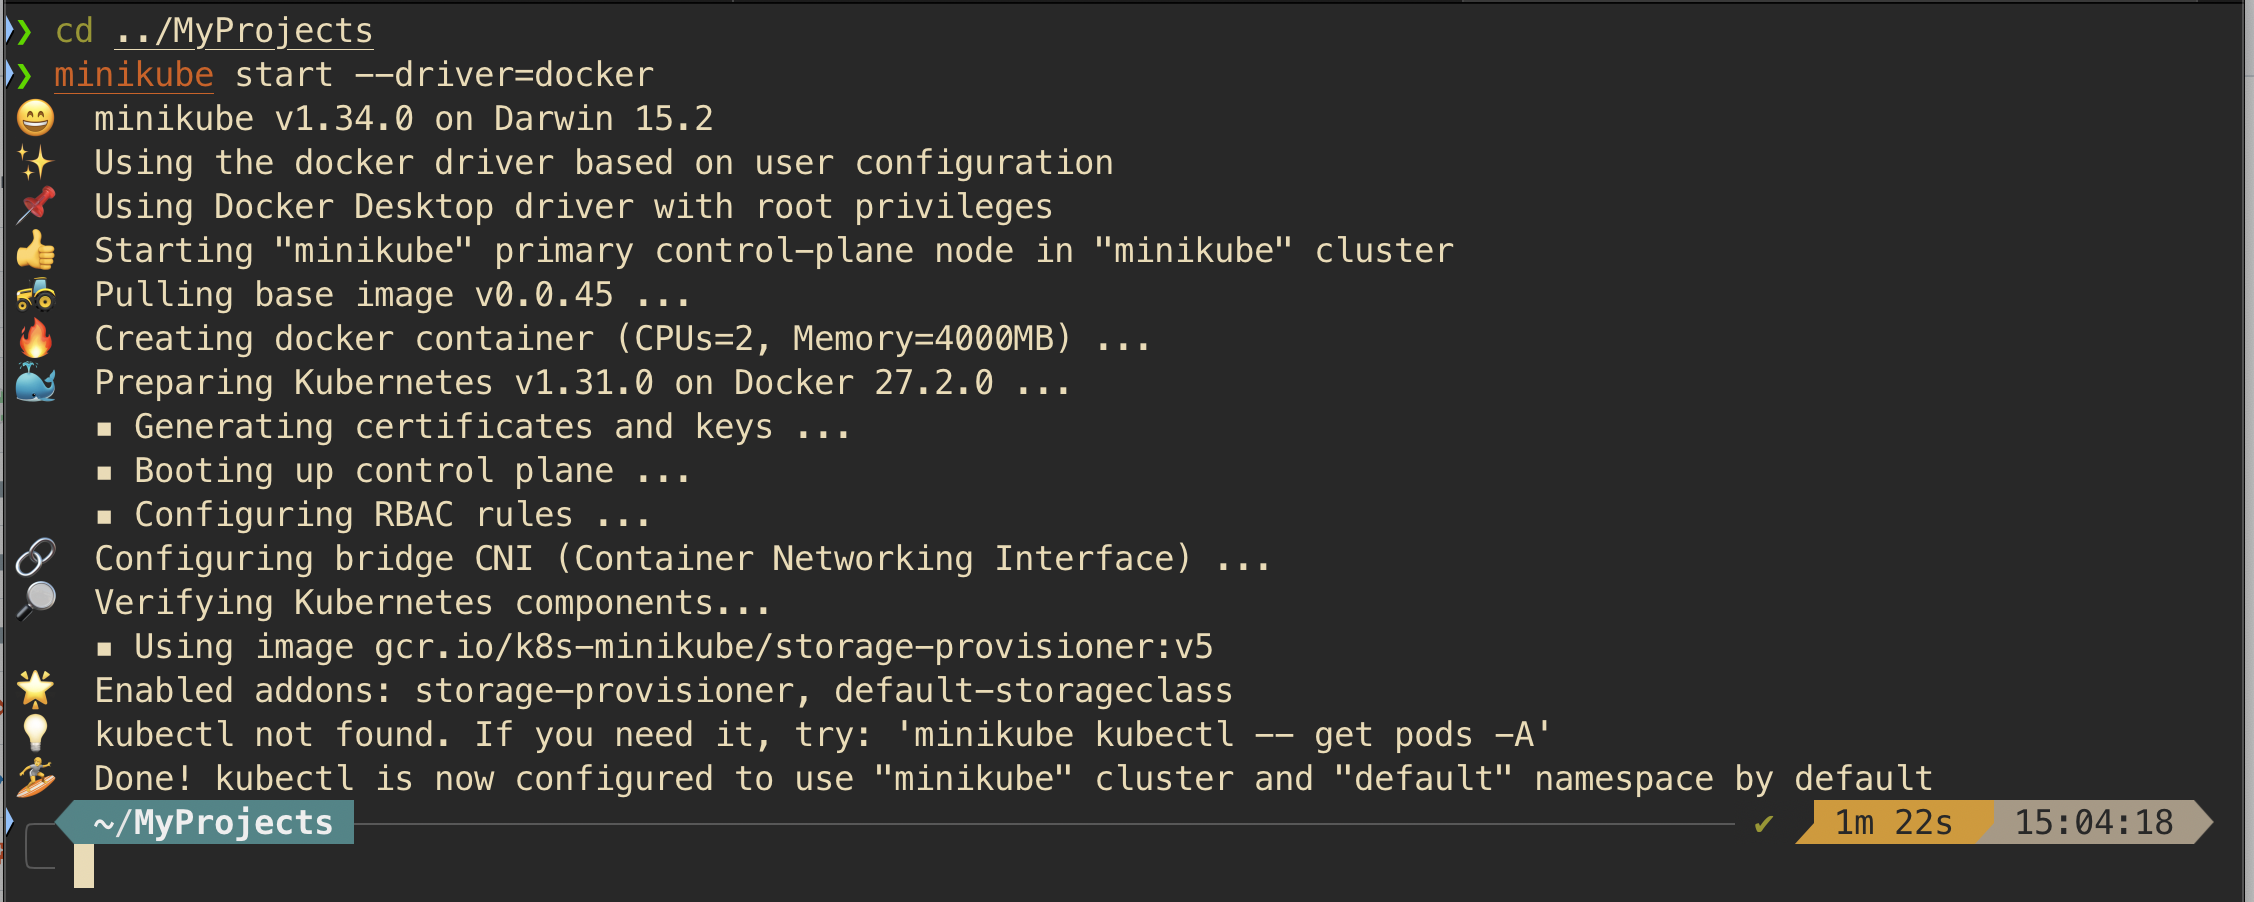 ❯ cd ../MyProjects
❯ minikube start --driver=docker
😄 minikube v1.34.0 on Darwin 15.2
✨ Using the docker driver based on user configuration
📌 Using Docker Desktop driver with root privileges
👍 Starting "minikube" primary control-plane node in "minikube" cluster
🚜 Pulling base image v0.0.45 ...
🔥 Creating docker container (CPUs=2, Memory=4000MB) ...
🐳 Preparing Kubernetes v1.31.0 on Docker 27.2.0 ...
▪ Generating certificates and keys ...
▪ Booting up control plane ...
▪ Configuring RBAC rules ...
🔗 Configuring bridge CNI (Container Networking Interface) ...
🔎 Verifying Kubernetes components...
▪ Using image gcr.io/k8s-minikube/storage-provisioner:v5
🌟 Enabled addons: storage-provisioner, default-storageclass
💡 kubectl not found. If you need it, try: 'minikube kubectl -- get pods -A'
🏄 Done! kubectl is now configured to use "minikube" cluster and "default" namespace by default
~/MyProjects ✔ 1m 22s 15:04:18